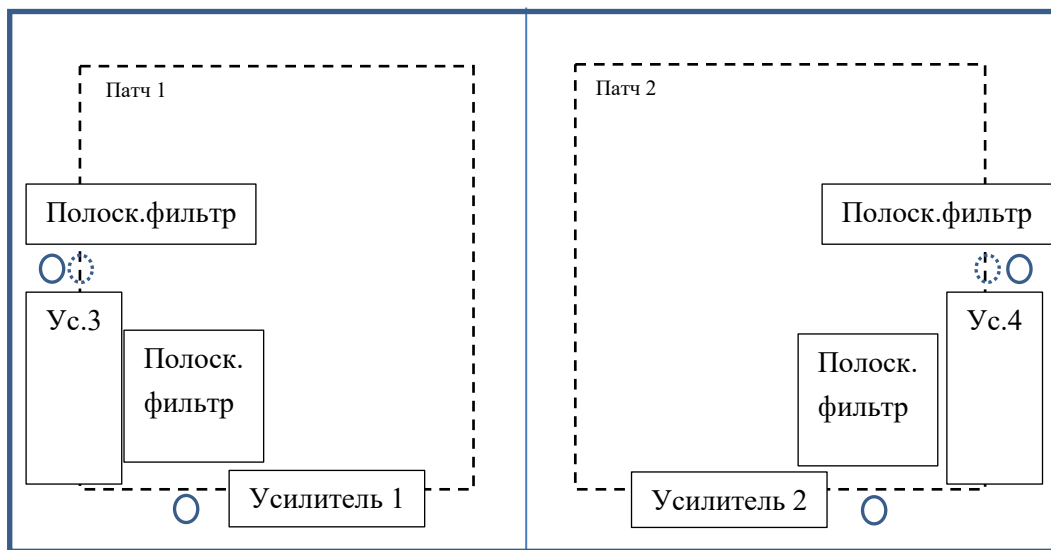 Патч 1
Патч 2
Полоск.фильтр
Полоск.фильтр
Ус.3
Ус.4
Полоск.
фильтр
Полоск.
фильтр
Усилитель 1
Усилитель 2